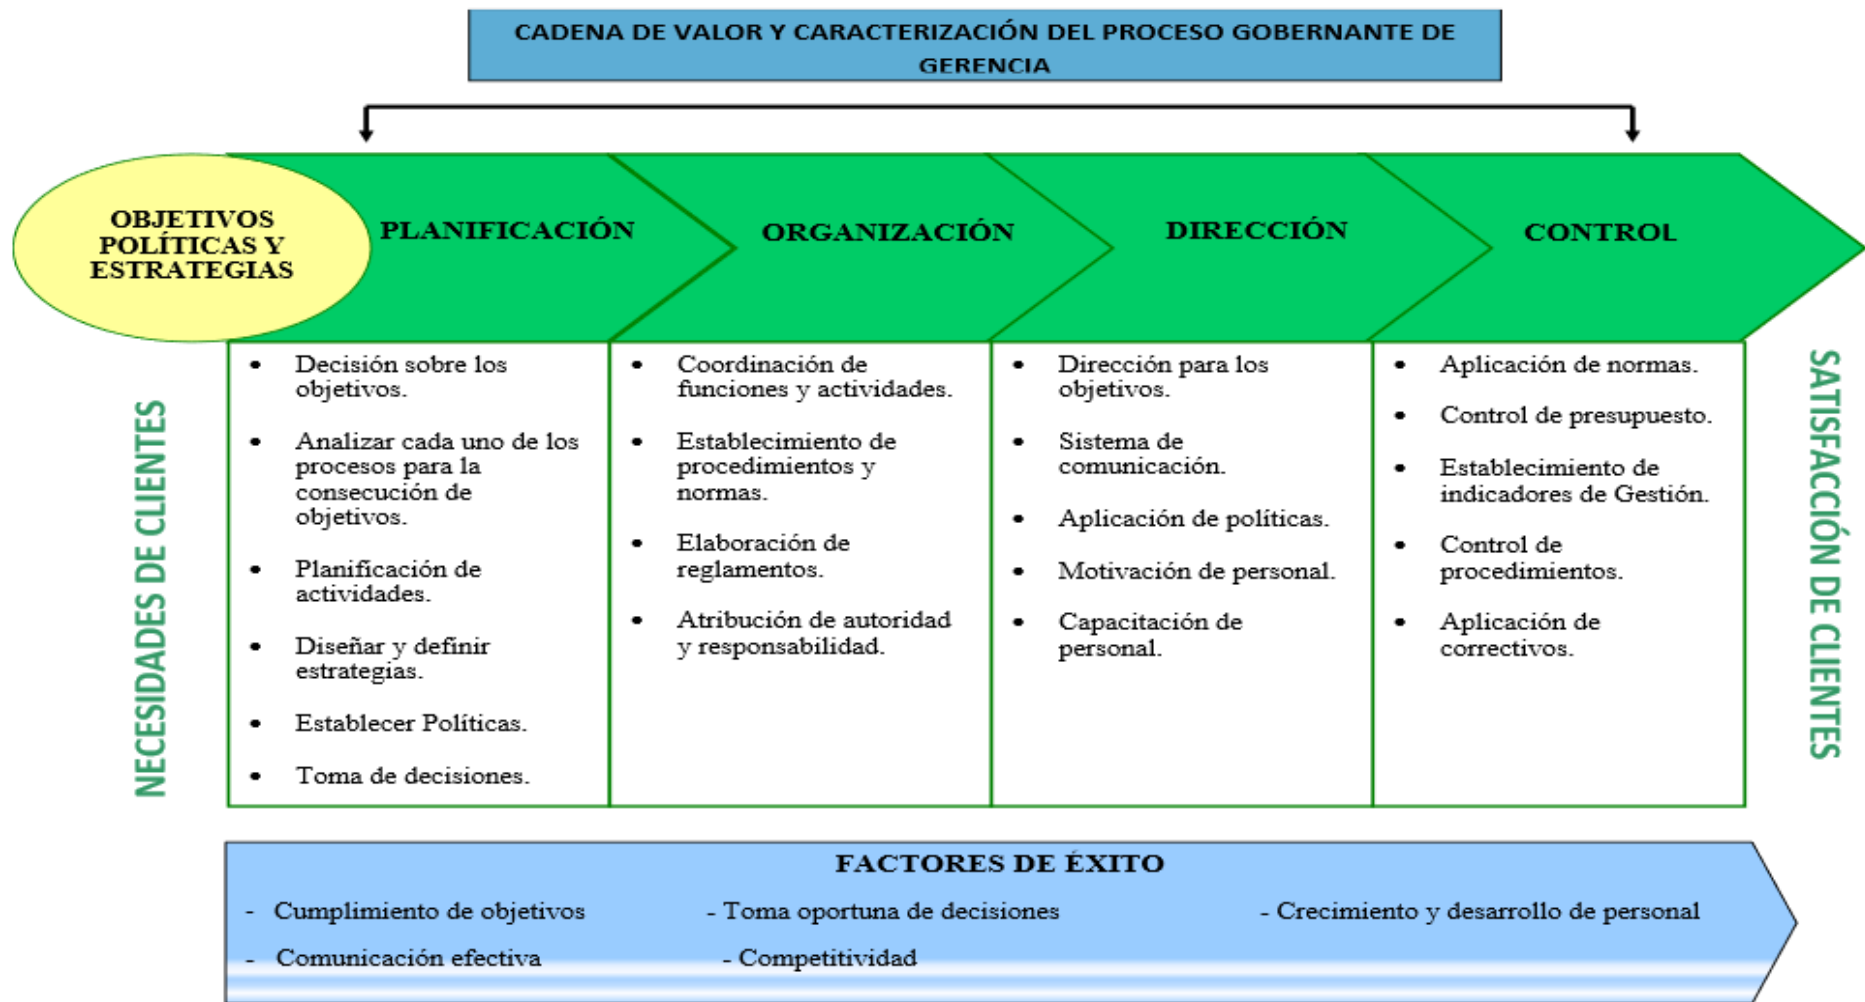 CADENA DE VALOR Y CARACTERIZACIÓN DEL PROCESO GOBERNANTE DE
GERENCIA
OBJETIVOS
POLÍTICAS Y
ESTRATEGIAS
PLANIFICACIÓN
ORGANIZACIÓN
DIRECCIÓN
CONTROL
NECESIDADES DE CLIENTES
• Decisión sobre los
objetivos.
• Analizar cada uno de los
procesos para la
consecución de
objetivos.
• Planificación de
actividades.
• Diseñar y definir
estrategias.
• Establecer Políticas.
• Toma de decisiones.
• Coordinación de
funciones y actividades.
• Establecimiento de
procedimientos y
normas.
• Elaboración de
reglamentos.
• Atribución de autoridad
y responsabilidad.
• Dirección para los
objetivos.
• Sistema de
comunicación.
• Aplicación de políticas.
• Motivación de personal.
• Capacitación de
personal.
• Aplicación de normas.
• Control de presupuesto.
• Establecimiento de
indicadores de Gestión.
• Control de
procedimientos.
• Aplicación de
correctivos.
SATISFACCIÓN DE CLIENTES
FACTORES DE ÉXITO
- Cumplimiento de objetivos
- Toma oportuna de decisiones
- Crecimiento y desarrollo de personal
- Comunicación efectiva
- Competitividad